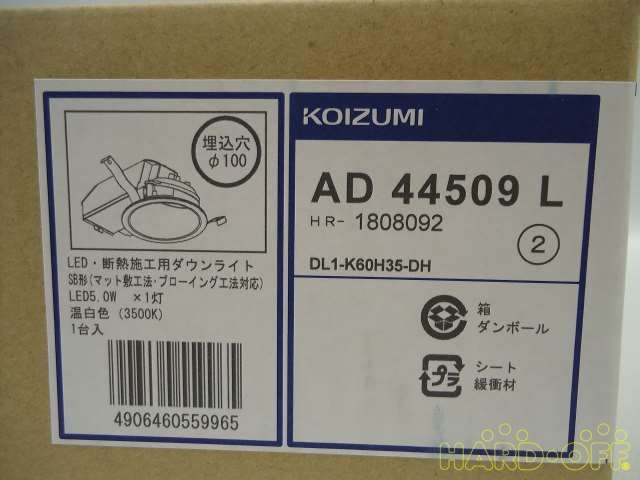 埋込穴
φ100
LED・断熱施工用ダウンライト
SB形(マット敷工法・ブローイング工法対応)
LED5.0W ×1灯
温白色 (3500K)
1台入
4906460559965
KOIZUMI
AD 44509 L
HR- 1808092
2
DL1-K60H35-DH
箱
ダンボール
プラ
シート
緩衝材
HARD-OFF